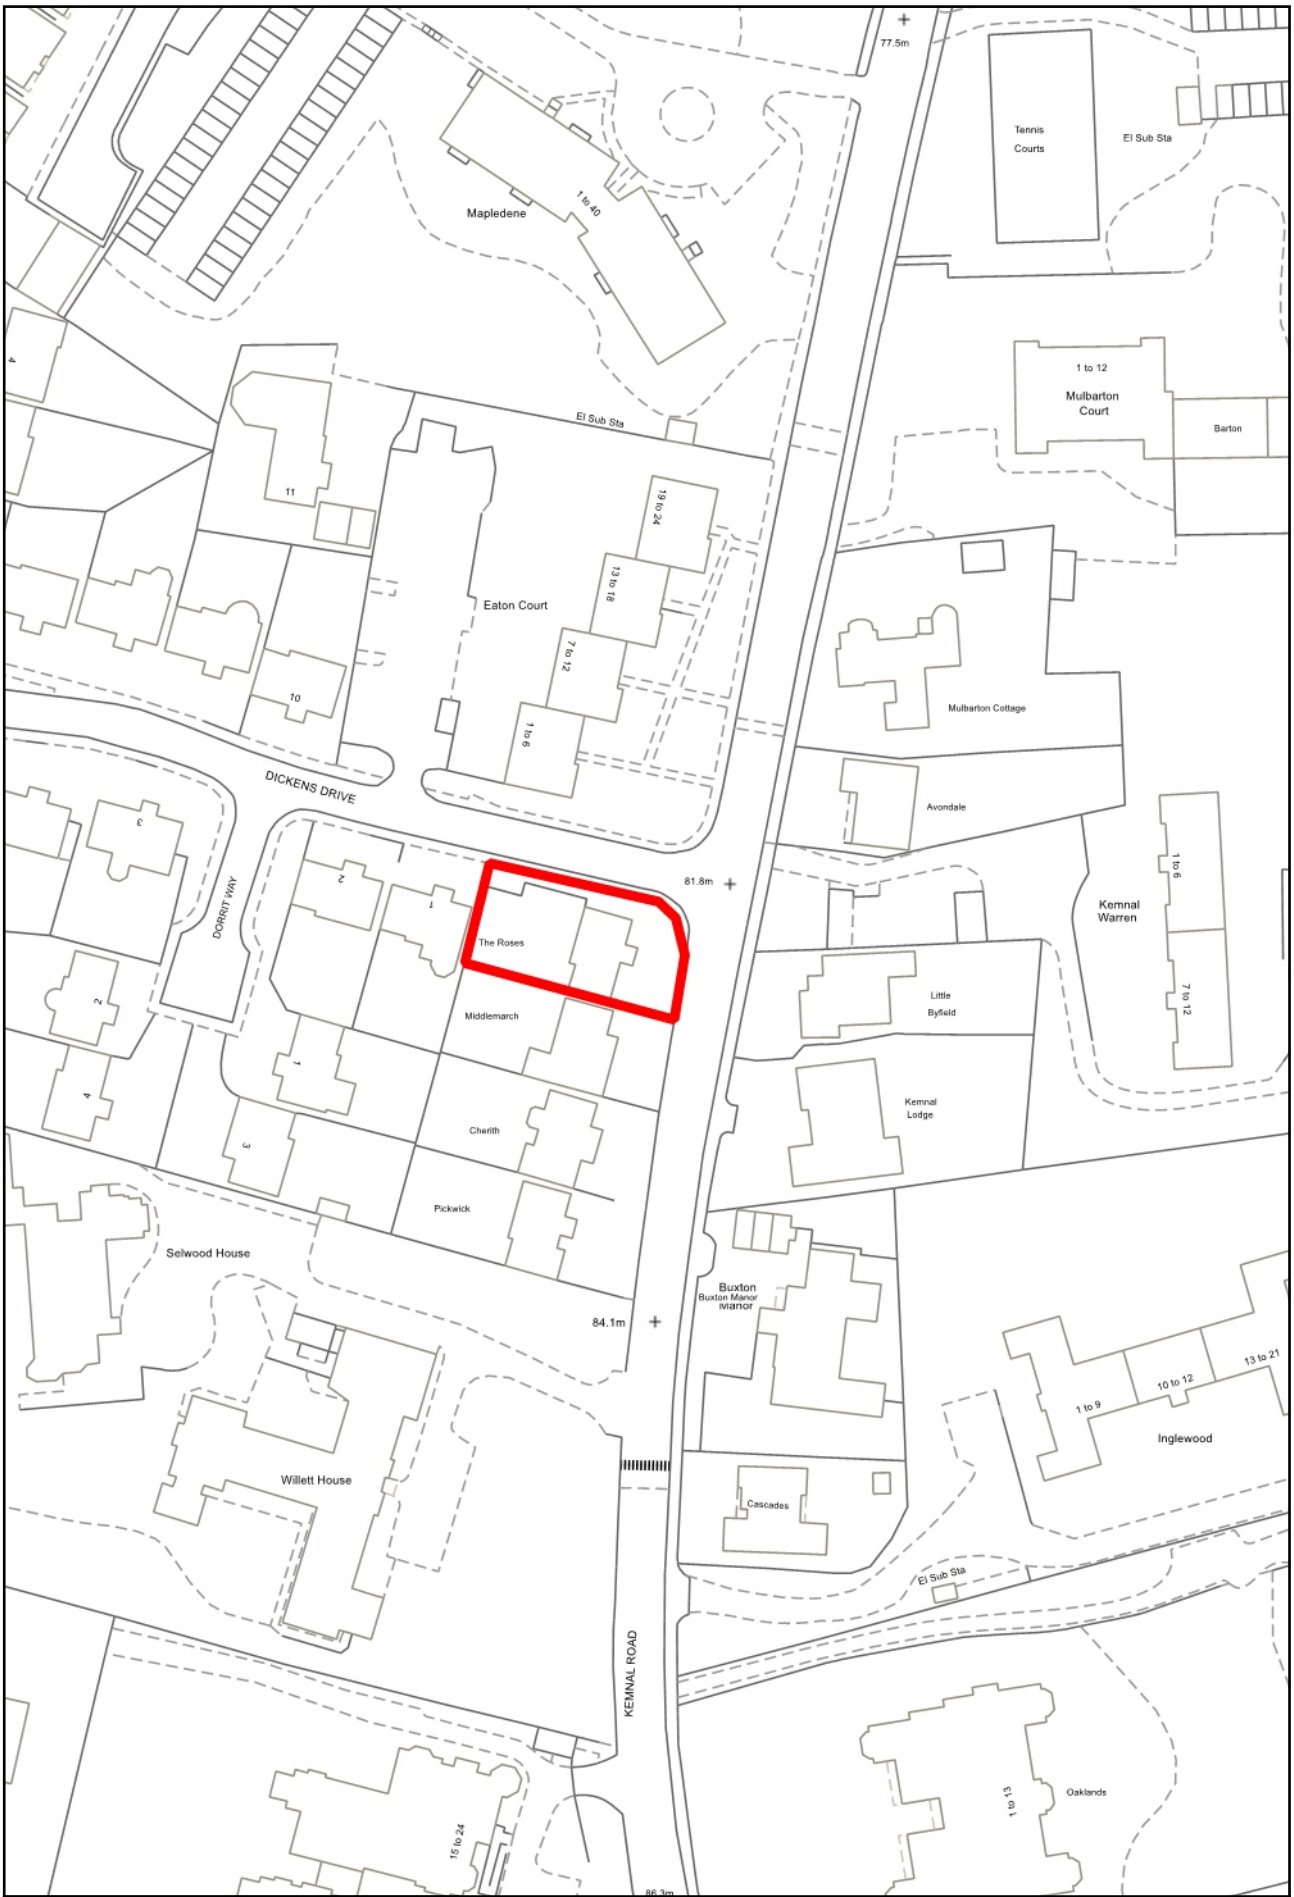 77.5m
Tennis
Courts
El Sub Sta
1 to 40
Mapledene
4
1 to 12
Mulbarton
Court
Barton
El Sub Sta
11
19 to 24
13 to 18
Eaton Court
7 to 12
10
1 to 6
Mulbarton Cottage
DICKENS DRIVE
Avondale
3
2
1
81.8m
1 to 6
Kemnal
Warren
DORRIT WAY
The Roses
7 to 12
Little
Byfield
2
Middlemarch
1
4
Kemnal
Lodge
Cherith
3
Pickwick
Selwood House
Buxton
Buxton Manor
Manor
84.1m
13 to 21
10 to 12
1 to 9
Inglewood
Willett House
Cascades
El Sub Sta
KEMNAL ROAD
Oaklands
1 to 13
15 to 24
86.3m